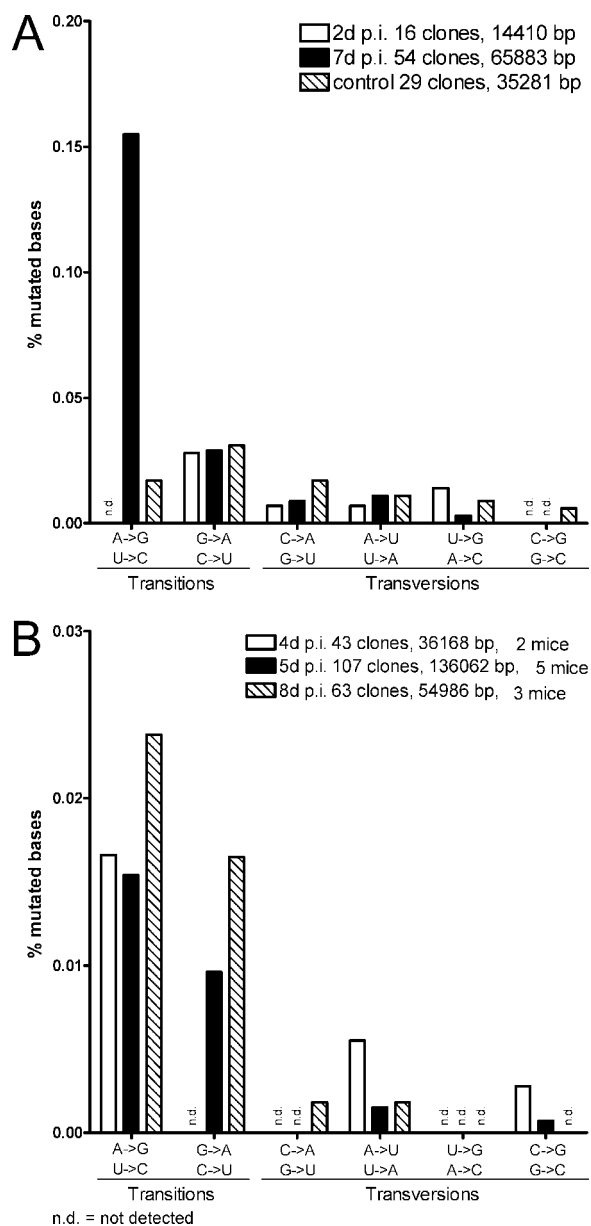 A
0.20
2d p.i. 16 clones, 14410 bp
7d p.i. 54 clones, 65883 bp
control 29 clones, 35281 bp
0.15
0.10
0.05
0.00
% mutated bases
n.d. n.d. n.d.
A->G G->A C->A A->U U->G C->G
U->C C->U G->U U->A A->C G->C
Transitions Transversions
B
0.03
4d p.i. 43 clones, 36168 bp, 2 mice
5d p.i. 107 clones, 136062 bp, 5 mice
8d p.i. 63 clones, 54986 bp, 3 mice
0.02
0.01
0.00
% mutated bases
n.d. n.d. n.d. n.d. n.d. n.d. n.d.
A->G G->A C->A A->U U->G C->G
U->C C->U G->U U->A A->C G->C
Transitions Transversions
n.d. = not detected